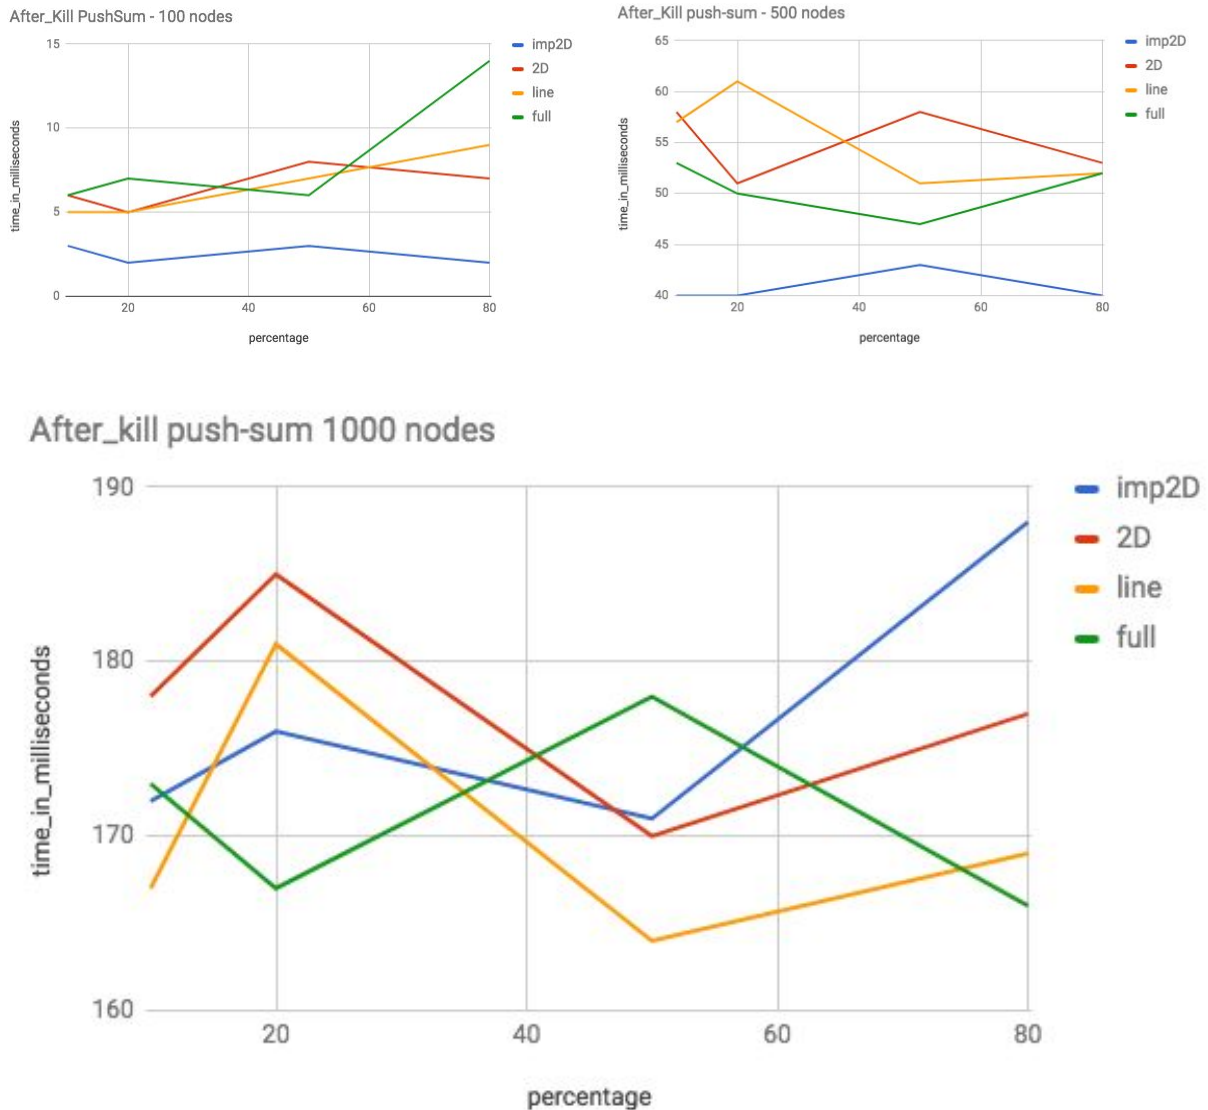 After_Kill PushSum - 100 nodes
15
10
5
0
time_in_milliseconds
20 40 60 80
percentage
imp2D
2D
line
full
After_Kill push-sum - 500 nodes
65
60
55
50
45
40
time_in_milliseconds
20 40 60 80
percentage
imp2D
2D
line
full
After_kill push-sum 1000 nodes
190
180
170
160
time_in_milliseconds
20 40 60 80
percentage
imp2D
2D
line
full